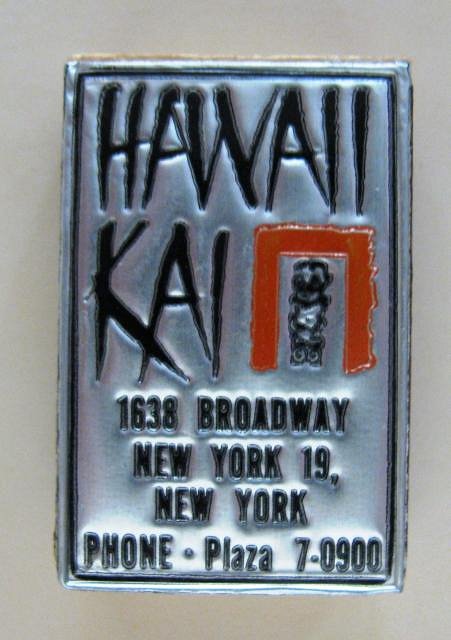 HAWAII
KAI
1638 BROADWAY
NEW YORK 19,
NEW YORK
PHONE · Plaza 7-0900